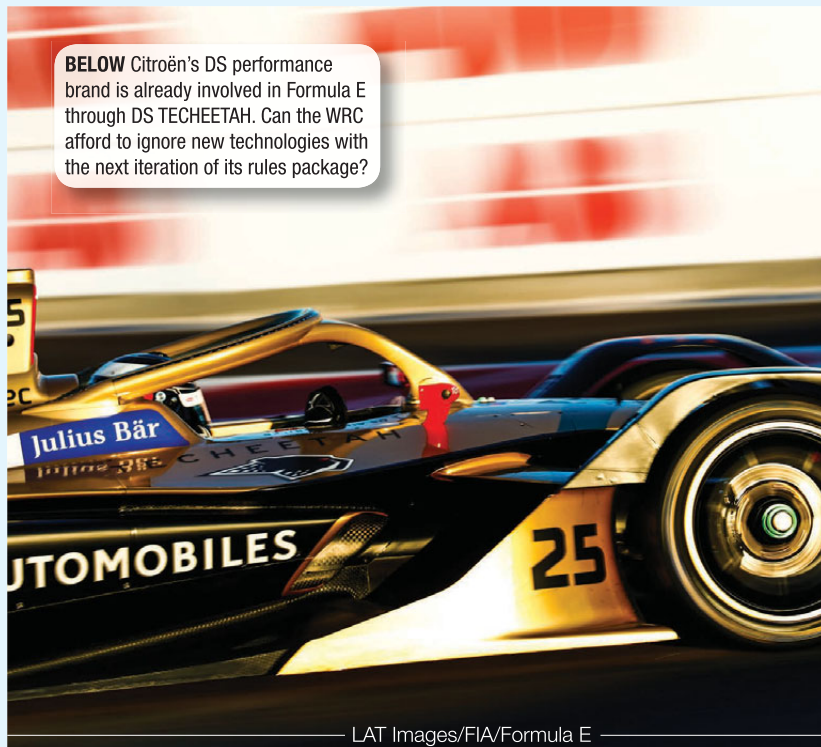 BELOW Citroën's DS performance
brand is already involved in Formula E
through DS TECHEETAH. Can the WRC
afford to ignore new technologies with
the next iteration of its rules package?
Julius Bär
CHEETAH
UTOMOBILES
25
LAT Images/FIA/Formula E